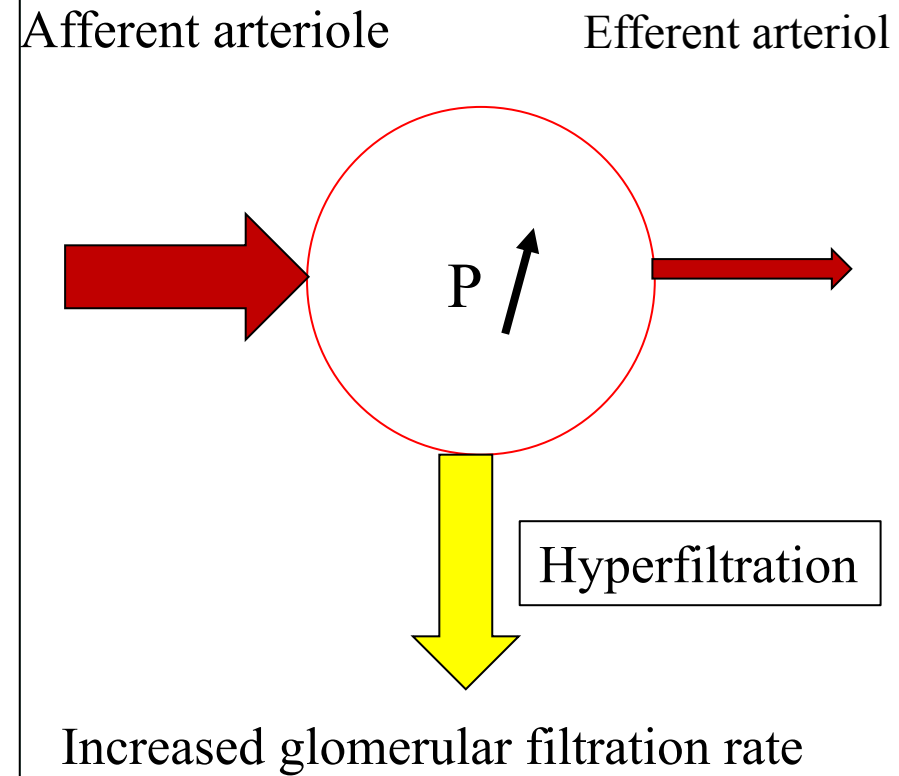 Afferent arteriole
Efferent arteriol
P
Hyperfiltration
Increased glomerular filtration rate